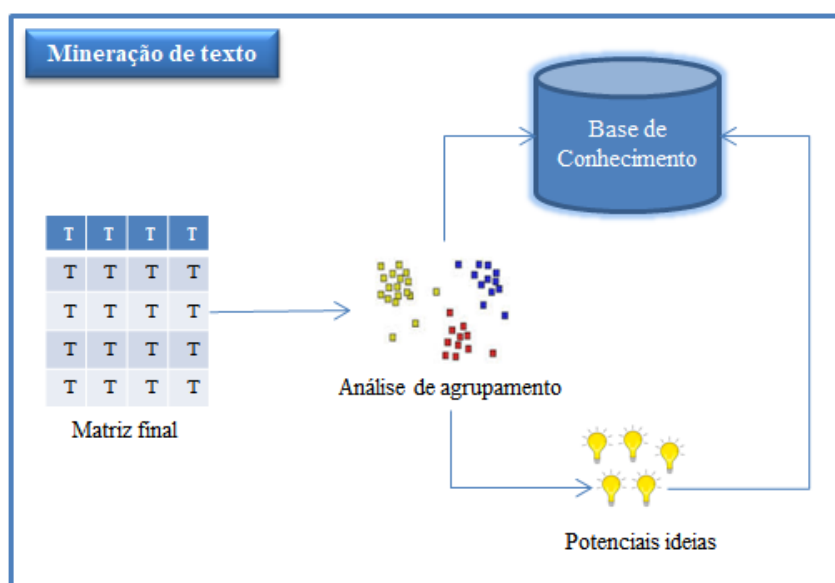 Mineração de texto
Base de
Conhecimento
T T T T
T T T T
T T T T
T T T T
T T T T
Matriz final
Análise de agrupamento
Potenciais ideias